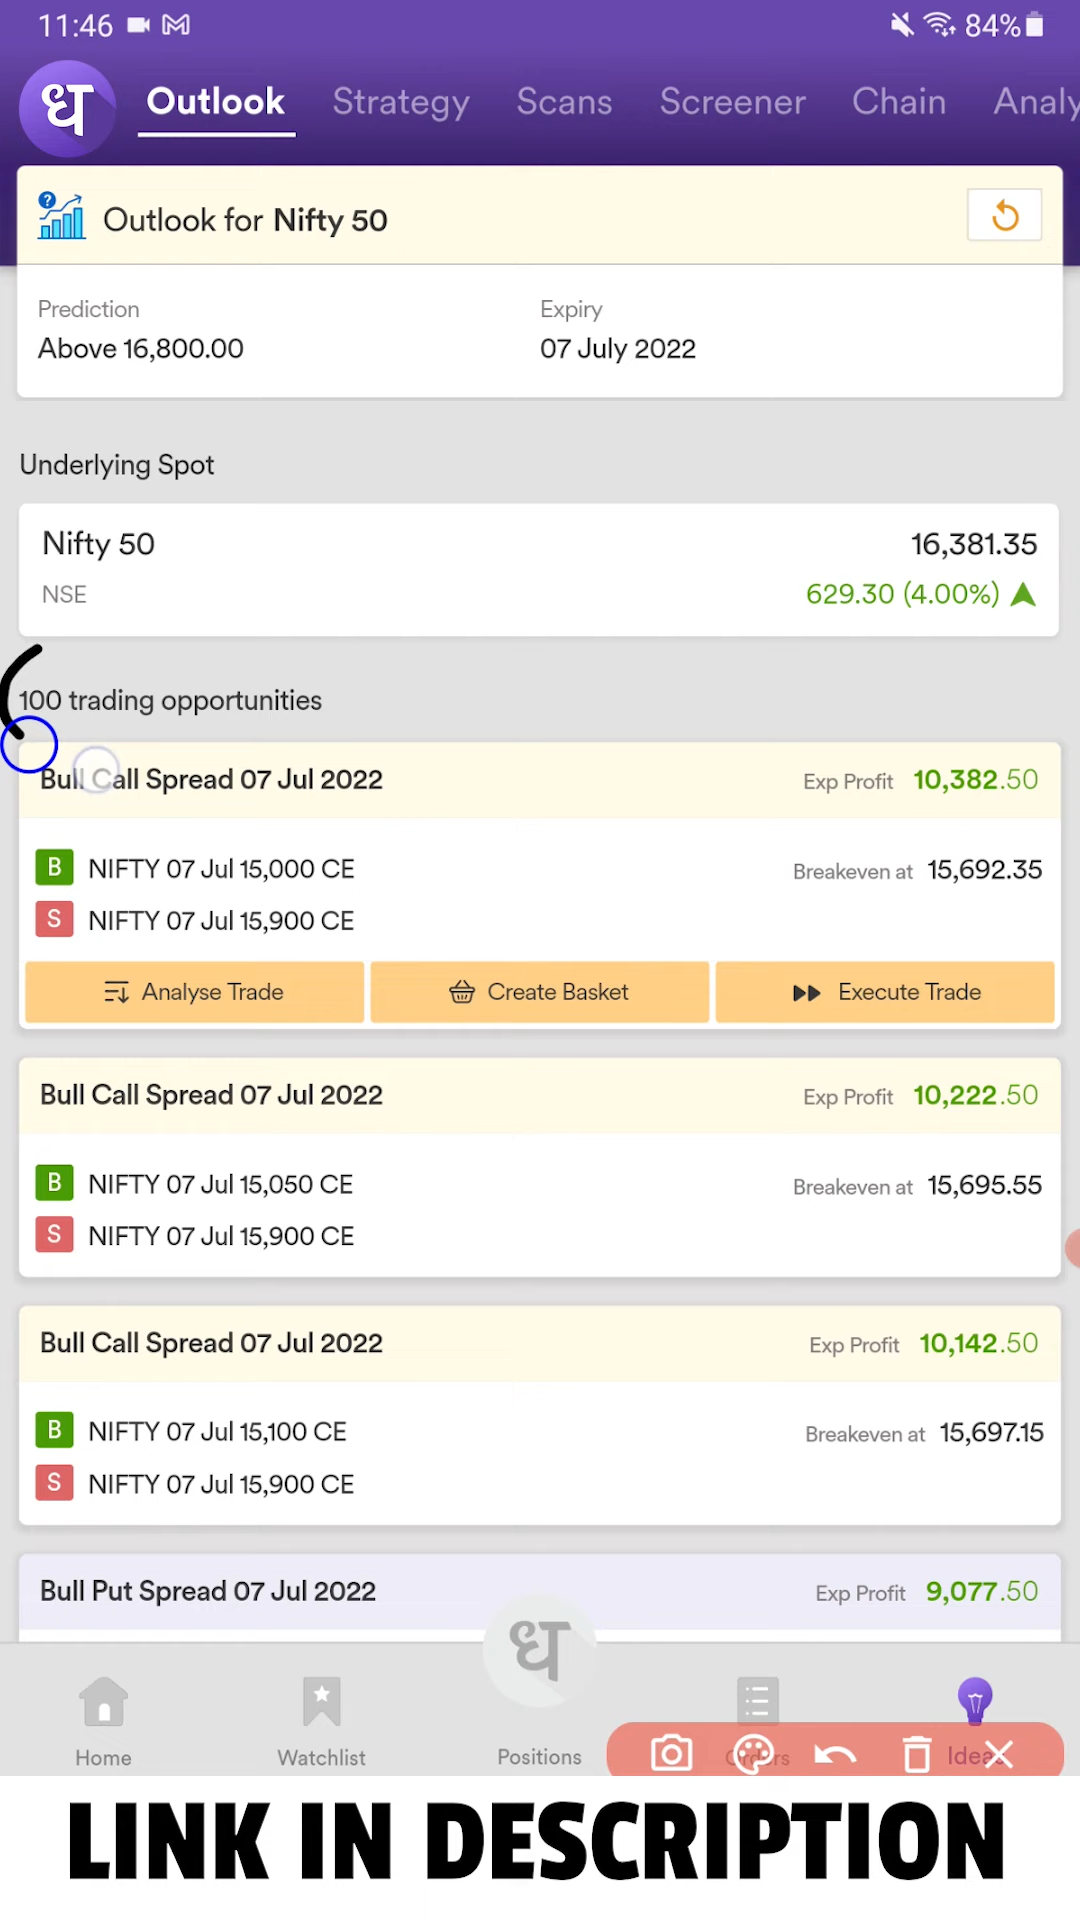 11:46 84%
ध Outlook Strategy Scans Screener Chain Analy
? Outlook for Nifty 50
Prediction Expiry
Above 16,800.00 07 July 2022
Underlying Spot
Nifty 50 16,381.35
NSE 629.30 (4.00%)
100 trading opportunities
Bull Call Spread 07 Jul 2022 Exp Profit 10,382.50
B NIFTY 07 Jul 15,000 CE Breakeven at 15,692.35
S NIFTY 07 Jul 15,900 CE
Analyse Trade Create Basket Execute Trade
Bull Call Spread 07 Jul 2022 Exp Profit 10,222.50
B NIFTY 07 Jul 15,050 CE Breakeven at 15,695.55
S NIFTY 07 Jul 15,900 CE
Bull Call Spread 07 Jul 2022 Exp Profit 10,142.50
B NIFTY 07 Jul 15,100 CE Breakeven at 15,697.15
S NIFTY 07 Jul 15,900 CE
Bull Put Spread 07 Jul 2022 Exp Profit 9,077.50
ध
Home Watchlist Positions Orders Ideas
LINK IN DESCRIPTION